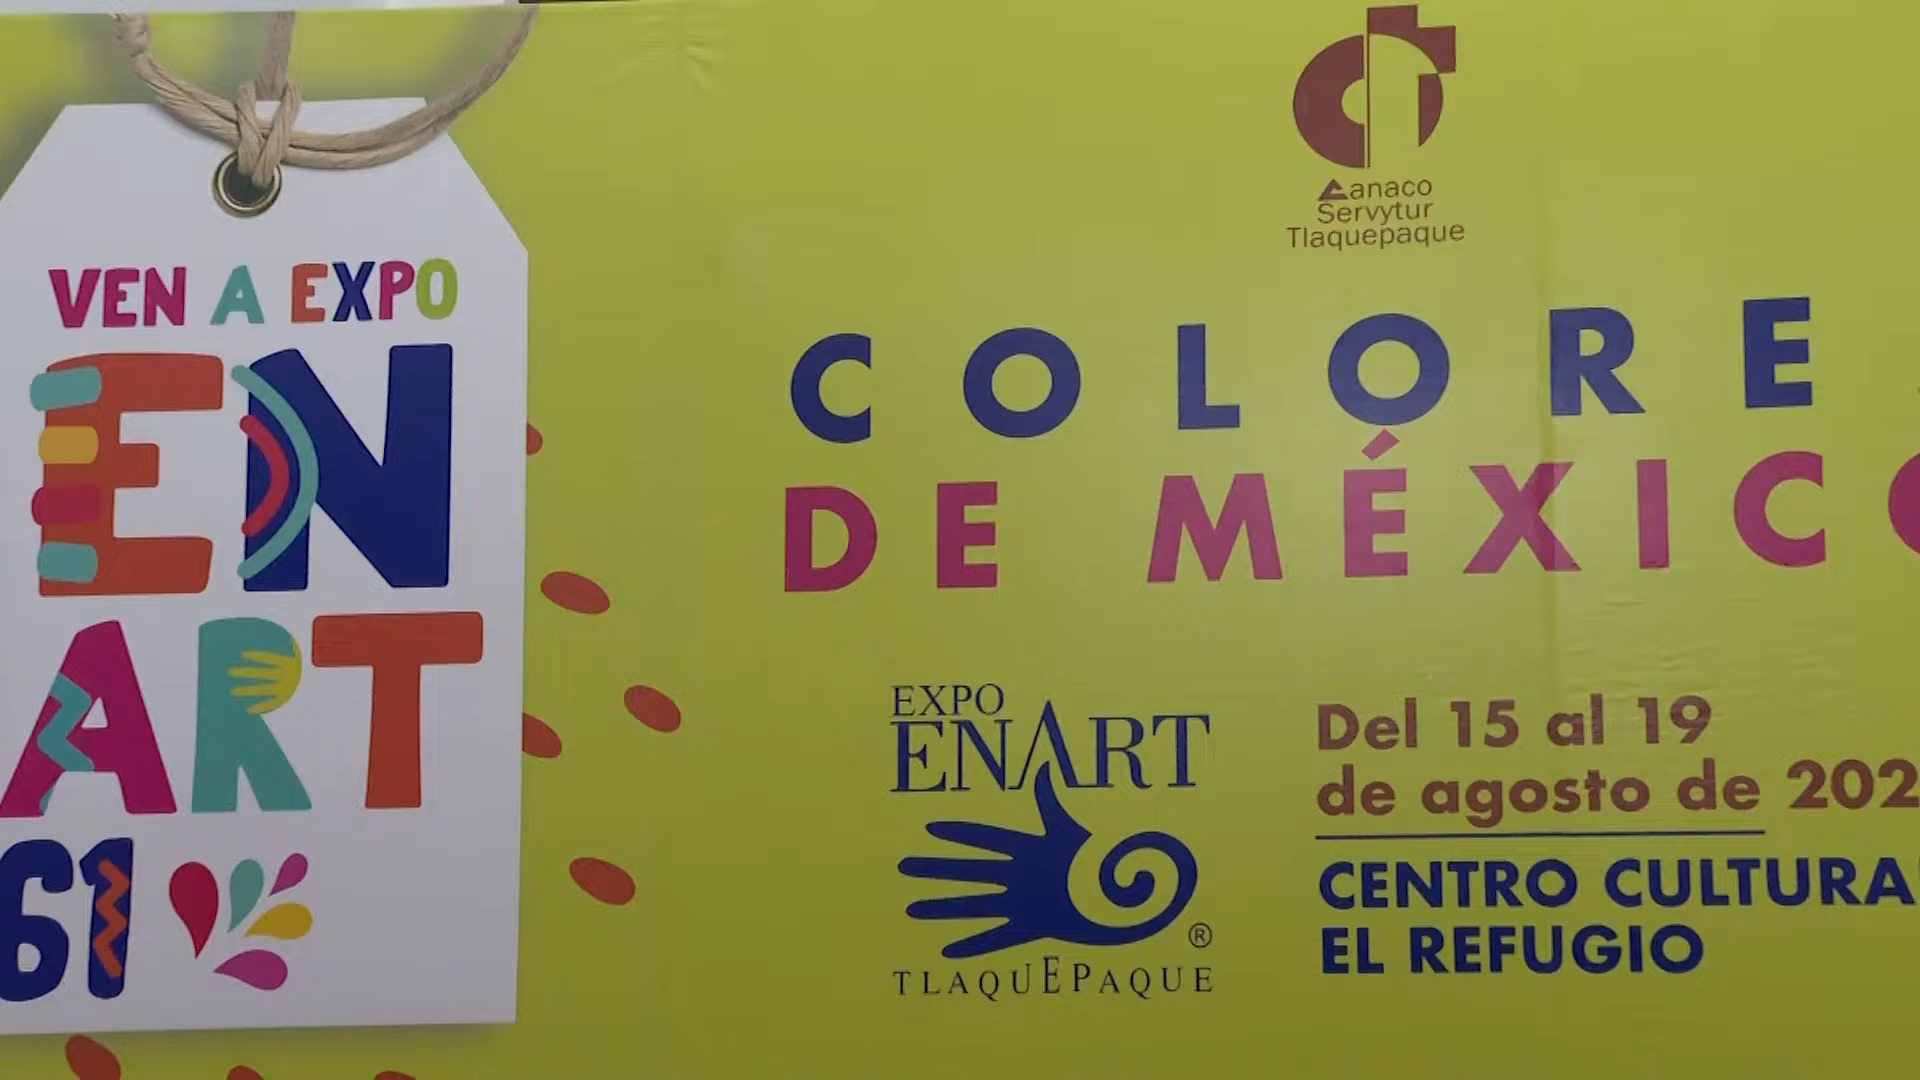 VEN A EXPO
EN
ART
61
Canaco
Servytur
Tlaquepaque
COLORE
DE MÉXICO
EXPO
ENART
®
TLAQUEPAQUE
Del 15 al 19
de agosto de 202
CENTRO CULTURA
EL REFUGIO